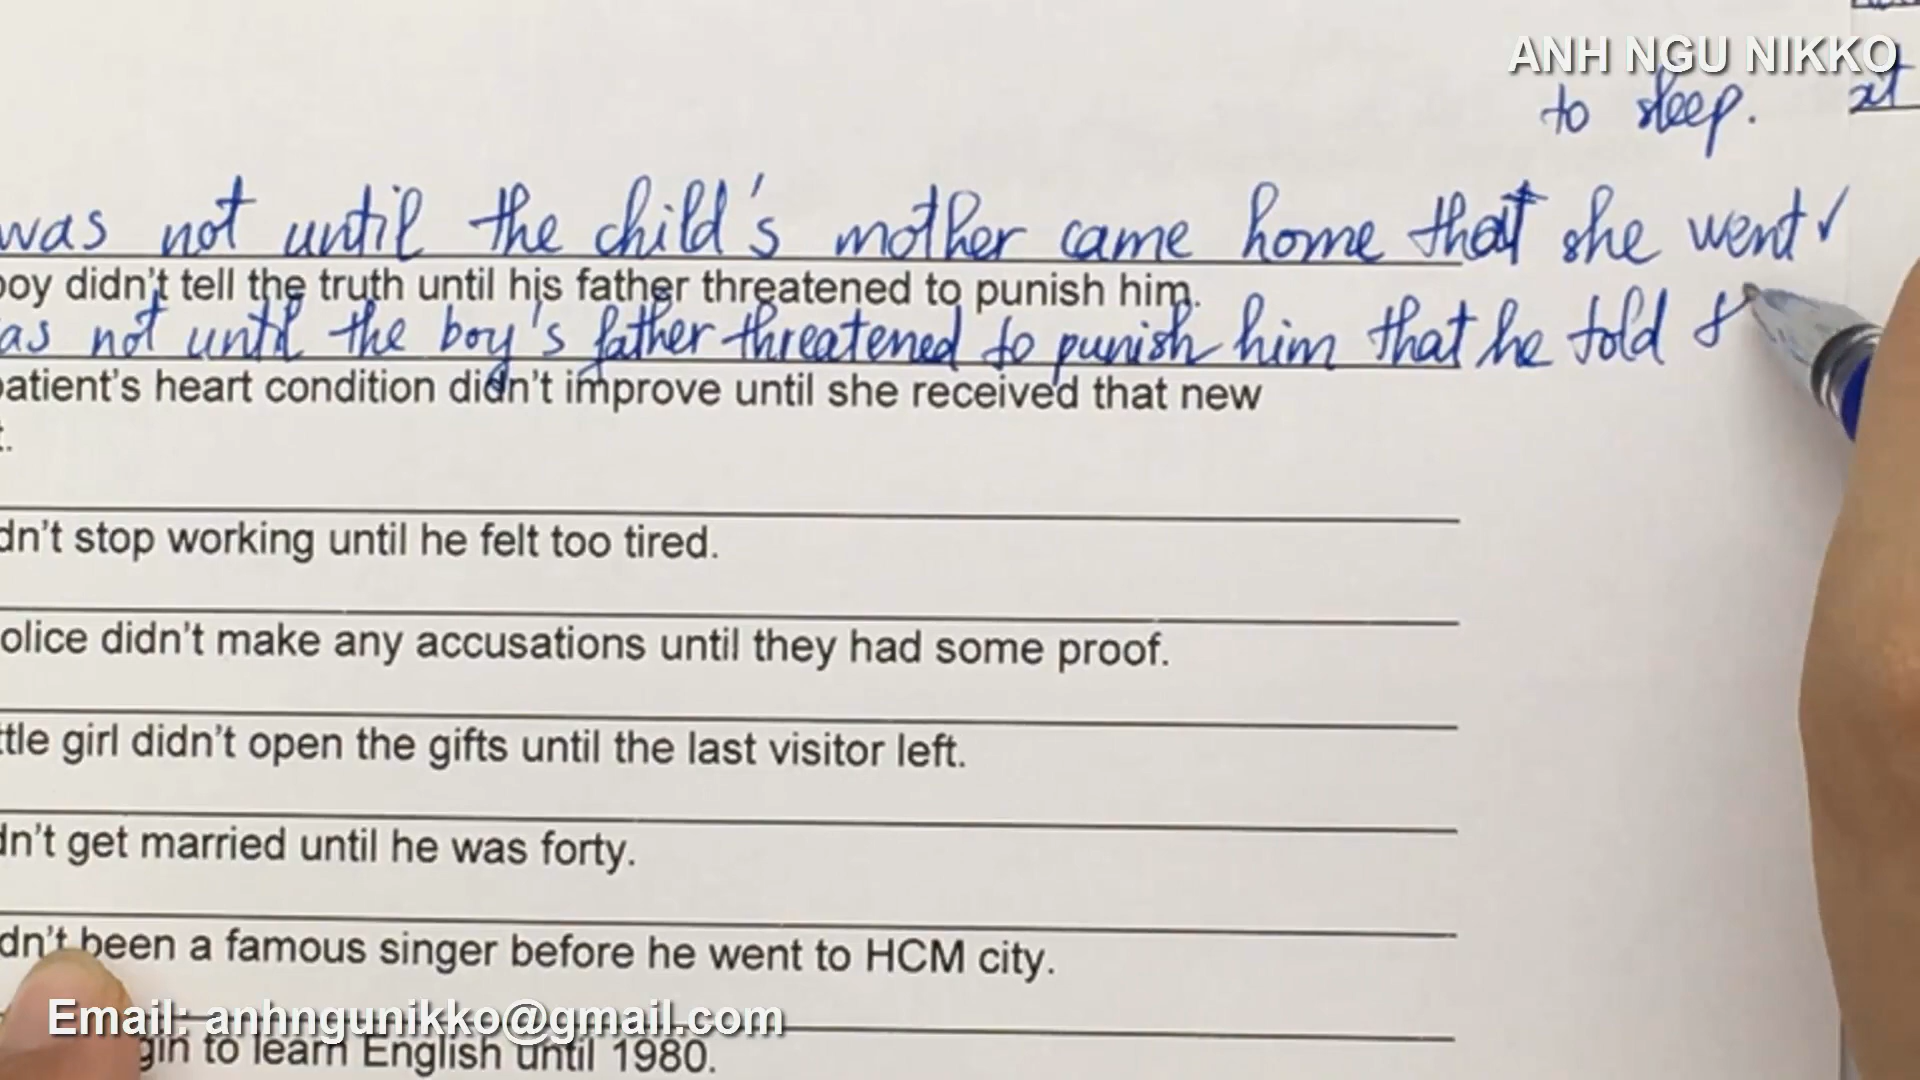 ANH NGU NIKKO
to sleep.
was not until the child's mother came home that she went
boy didn't tell the truth until his father threatened to punish him.
as not until the boy's father threatened to punish him that he told
patient's heart condition didn't improve until she received that new
t.
dn't stop working until he felt too tired.
olice didn't make any accusations until they had some proof.
ttle girl didn't open the gifts until the last visitor left.
dn't get married until he was forty.
dn't been a famous singer before he went to HCM city.
Email: anhngunikko@gmail.com
gin to learn English until 1980.